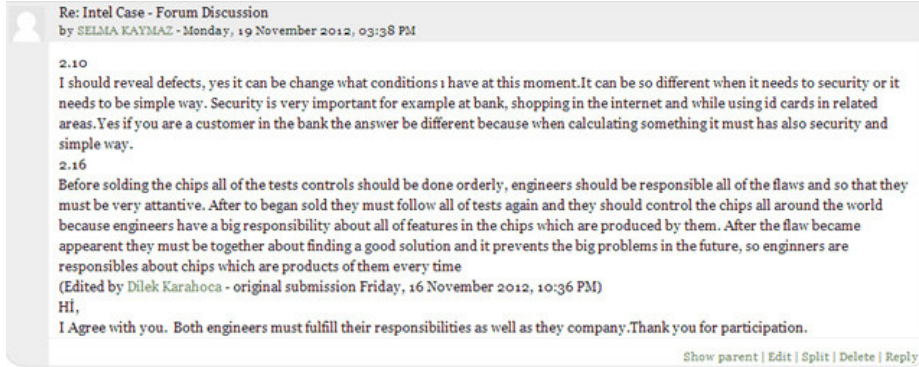 Re: Intel Case - Forum Discussion
by SELMA KAYMAZ - Monday, 19 November 2012, 03:38 PM
2.10
I should reveal defects, yes it can be change what conditions ı have at this moment.It can be so different when it needs to security or it
needs to be simple way. Security is very important for example at bank, shopping in the internet and while using id cards in related
areas.Yes if you are a customer in the bank the answer be different because when calculating something it must has also security and
simple way.
2.16
Before solding the chips all of the tests controls should be done orderly, engineers should be responsible all of the flaws and so that they
must be very attantive. After to began sold they must follow all of tests again and they should control the chips all around the world
because engineers have a big responsibility about all of features in the chips which are produced by them. After the flaw became
appearent they must be together about finding a good solution and it prevents the big problems in the future, so enginners are
responsibles about chips which are products of them every time
(Edited by Dilek Karahoca - original submission Friday, 16 November 2012, 10:36 PM)
Hİ,
I Agree with you.  Both engineers must fulfill their responsibilities as well as they company.Thank you for participation.
Show parent | Edit | Split | Delete | Reply